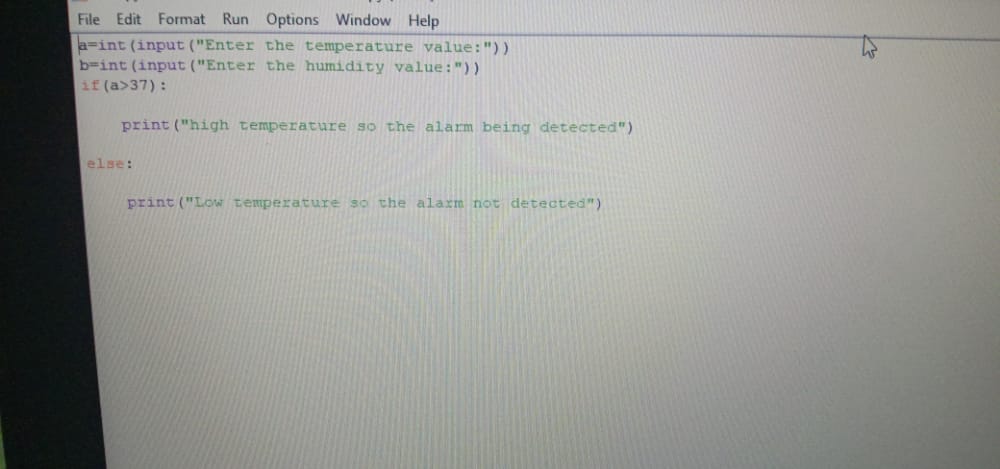 File Edit Format Run Options Window Help
a=int(input("Enter the temperature value:"))
b=int(input("Enter the humidity value:"))
if(a>37):
print("high temperature so the alarm being detected")
else:
print("Low temperature so the alarm not detected")